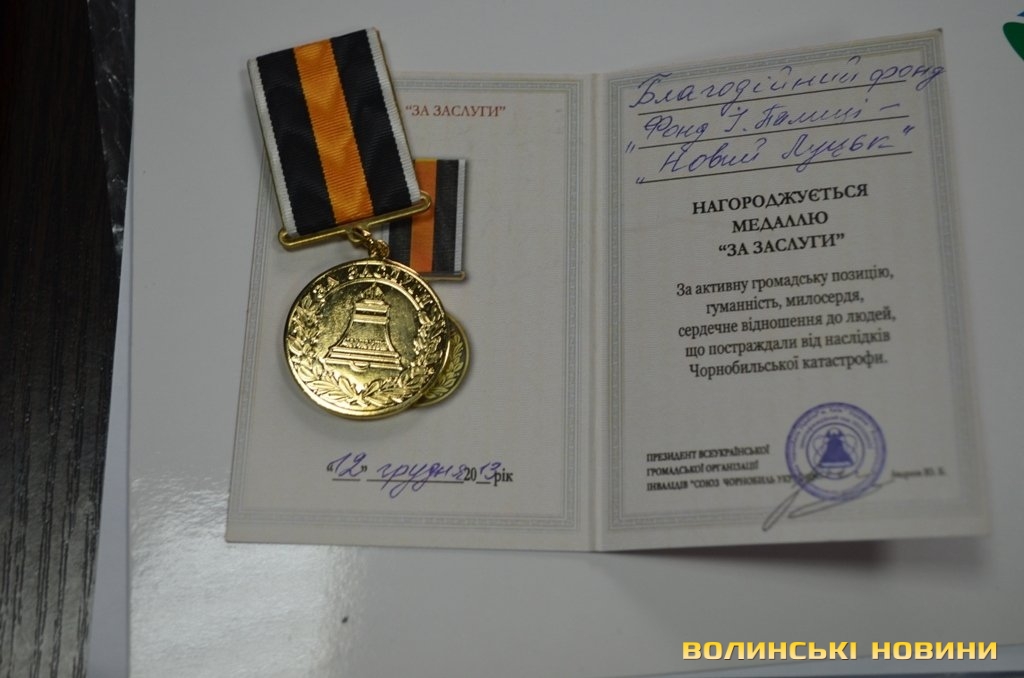 “ЗА ЗАСЛУГИ”
ЗА ЗАСЛУГИ
“12” грудня 2013 рік
Благодійний фонд
"Фонд І. Палиці –
"Новий Луцьк"
НАГОРОДЖУЄТЬСЯ
МЕДАЛЛЮ
“ЗА ЗАСЛУГИ”
За активну громадську позицію,
гуманність, милосердя,
сердечне відношення до людей,
що постраждали від наслідків
Чорнобильської катастрофи.
ПРЕЗИДЕНТ ВСЕУКРАЇНСЬКОЇ
ГРОМАДСЬКОЇ ОРГАНІЗАЦІЇ
ІНВАЛІДІВ "СОЮЗ ЧОРНОБИЛЬ
ВОЛИНСЬКІ НОВИНИ